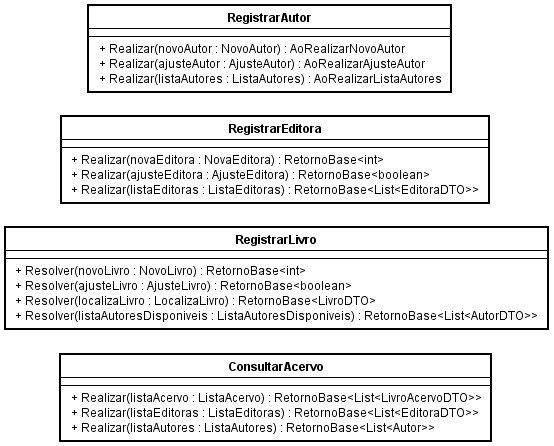 RegistrarAutor
+ Realizar(novoAutor : NovoAutor) : AoRealizarNovoAutor
+ Realizar(ajusteAutor : AjusteAutor) : AoRealizarAjusteAutor
+ Realizar(listaAutores : ListaAutores) : AoRealizarListaAutores
RegistrarEditora
+ Realizar(novaEditora : NovaEditora) : RetornoBase<int>
+ Realizar(ajusteEditora : AjusteEditora) : RetornoBase<boolean>
+ Realizar(listaEditoras : ListaEditoras) : RetornoBase<List<EditoraDTO>>
RegistrarLivro
+ Resolver(novoLivro : NovoLivro) : RetornoBase<int>
+ Resolver(ajusteLivro : AjusteLivro) : RetornoBase<boolean>
+ Resolver(localizaLivro : LocalizaLivro) : RetornoBase<LivroDTO>
+ Resolver(listaAutoresDisponiveis : ListaAutoresDisponiveis) : RetornoBase<List<AutorDTO>>
ConsultarAcervo
+ Realizar(listaAcervo : ListaAcervo) : RetornoBase<List<LivroAcervoDTO>>
+ Realizar(listaEditoras : ListaEditoras) : RetornoBase<List<EditoraDTO>>
+ Realizar(listaAutores : ListaAutores) : RetornoBase<List<Autor>>